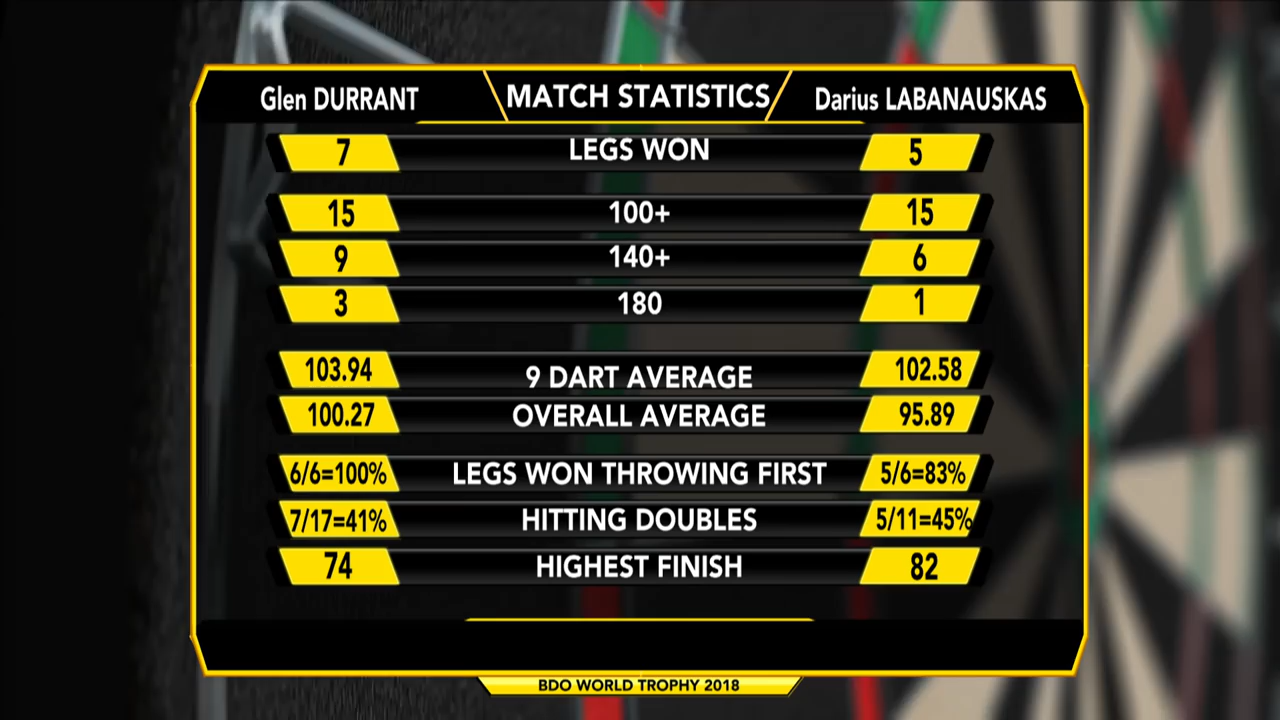 Glen DURRANT MATCH STATISTICS Darius LABANAUSKAS
7 LEGS WON 5
15 100+ 15
9 140+ 6
3 180 1
103.94 9 DART AVERAGE 102.58
100.27 OVERALL AVERAGE 95.89
6/6=100% LEGS WON THROWING FIRST 5/6=83%
7/17=41% HITTING DOUBLES 5/11=45%
74 HIGHEST FINISH 82
BDO WORLD TROPHY 2018